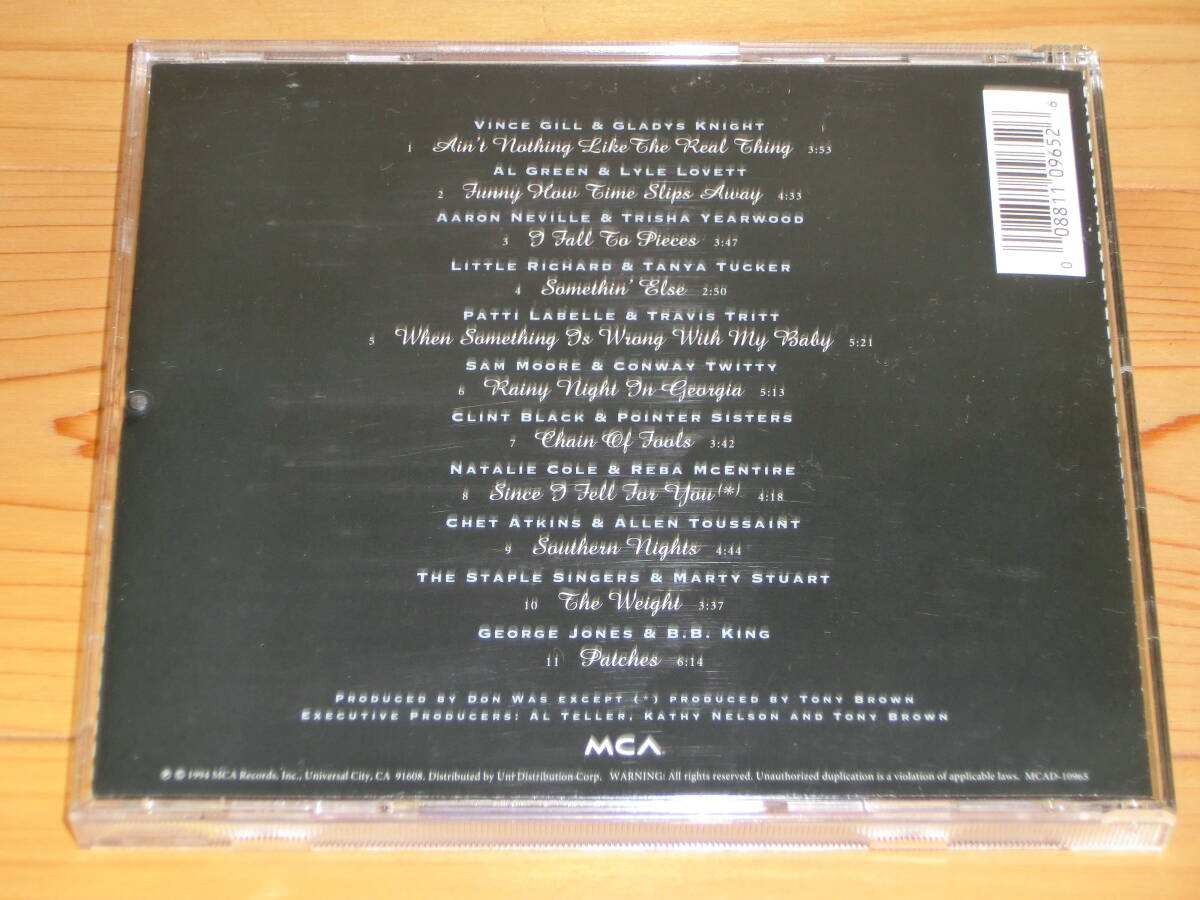 VINCE GILL & GLADYS KNIGHT
1 Ain't Nothing Like The Real Thing 3:53
AL GREEN & LYLE LOVETT
2 Funny How Time Slips Away 4:33
AARON NEVILLE & TRISHA YEARWOOD
3 I Fall To Pieces 3:47
LITTLE RICHARD & TANYA TUCKER
4 Somethin' Else 2:50
PATTI LABELLE & TRAVIS TRITT
5 When Something Is Wrong With My Baby 5:21
SAM MOORE & CONWAY TWITTY
6 Rainy Night In Georgia 5:13
CLINT BLACK & POINTER SISTERS
7 Chain Of Fools 3:42
NATALIE COLE & REBA MCENTIRE
8 Since I Fell For You (*) 4:18
CHET ATKINS & ALLEN TOUSSAINT
9 Southern Nights 4:44
THE STAPLE SINGERS & MARTY STUART
10 The Weight 3:37
GEORGE JONES & B.B. KING
11 Patches 6:14
PRODUCED BY DON WAS EXCEPT (*) PRODUCED BY TONY BROWN
EXECUTIVE PRODUCERS: AL TELLER, KATHY NELSON AND TONY BROWN
MCA
℗ © 1994 MCA Records, Inc., Universal City, CA 91608. Distributed by Uni Distribution Corp. WARNING: All rights reserved. Unauthorized duplication is a violation of applicable laws. MCAD-10965
0 08811 09652 6